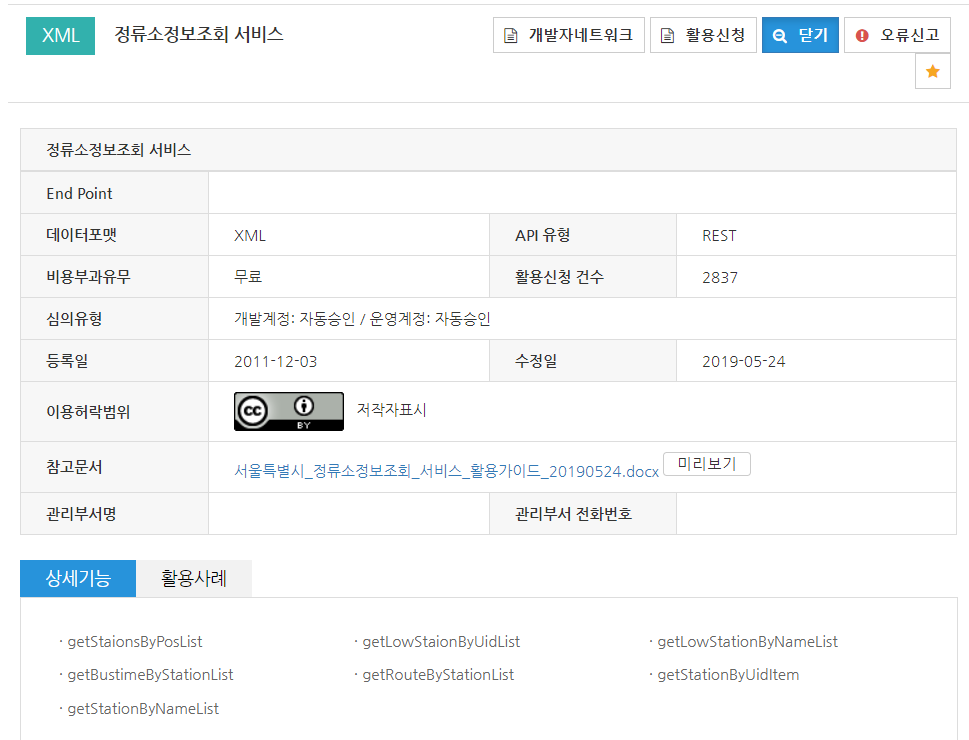 XML 정류소정보조회 서비스 개발자네트워크 활용신청 닫기 오류신고
정류소정보조회 서비스
End Point
데이터포맷 XML API 유형 REST
비용부과유무 무료 활용신청 건수 2837
심의유형 개발계정: 자동승인 / 운영계정: 자동승인
등록일 2011-12-03 수정일 2019-05-24
이용허락범위 cc BY 저작자표시
참고문서 서울특별시_정류소정보조회_서비스_활용가이드_20190524.docx 미리보기
관리부서명 관리부서 전화번호
상세기능 활용사례
· getStaionsByPosList · getLowStaionByUidList · getLowStationByNameList
· getBustimeByStationList · getRouteByStationList · getStationByUidItem
· getStationByNameList